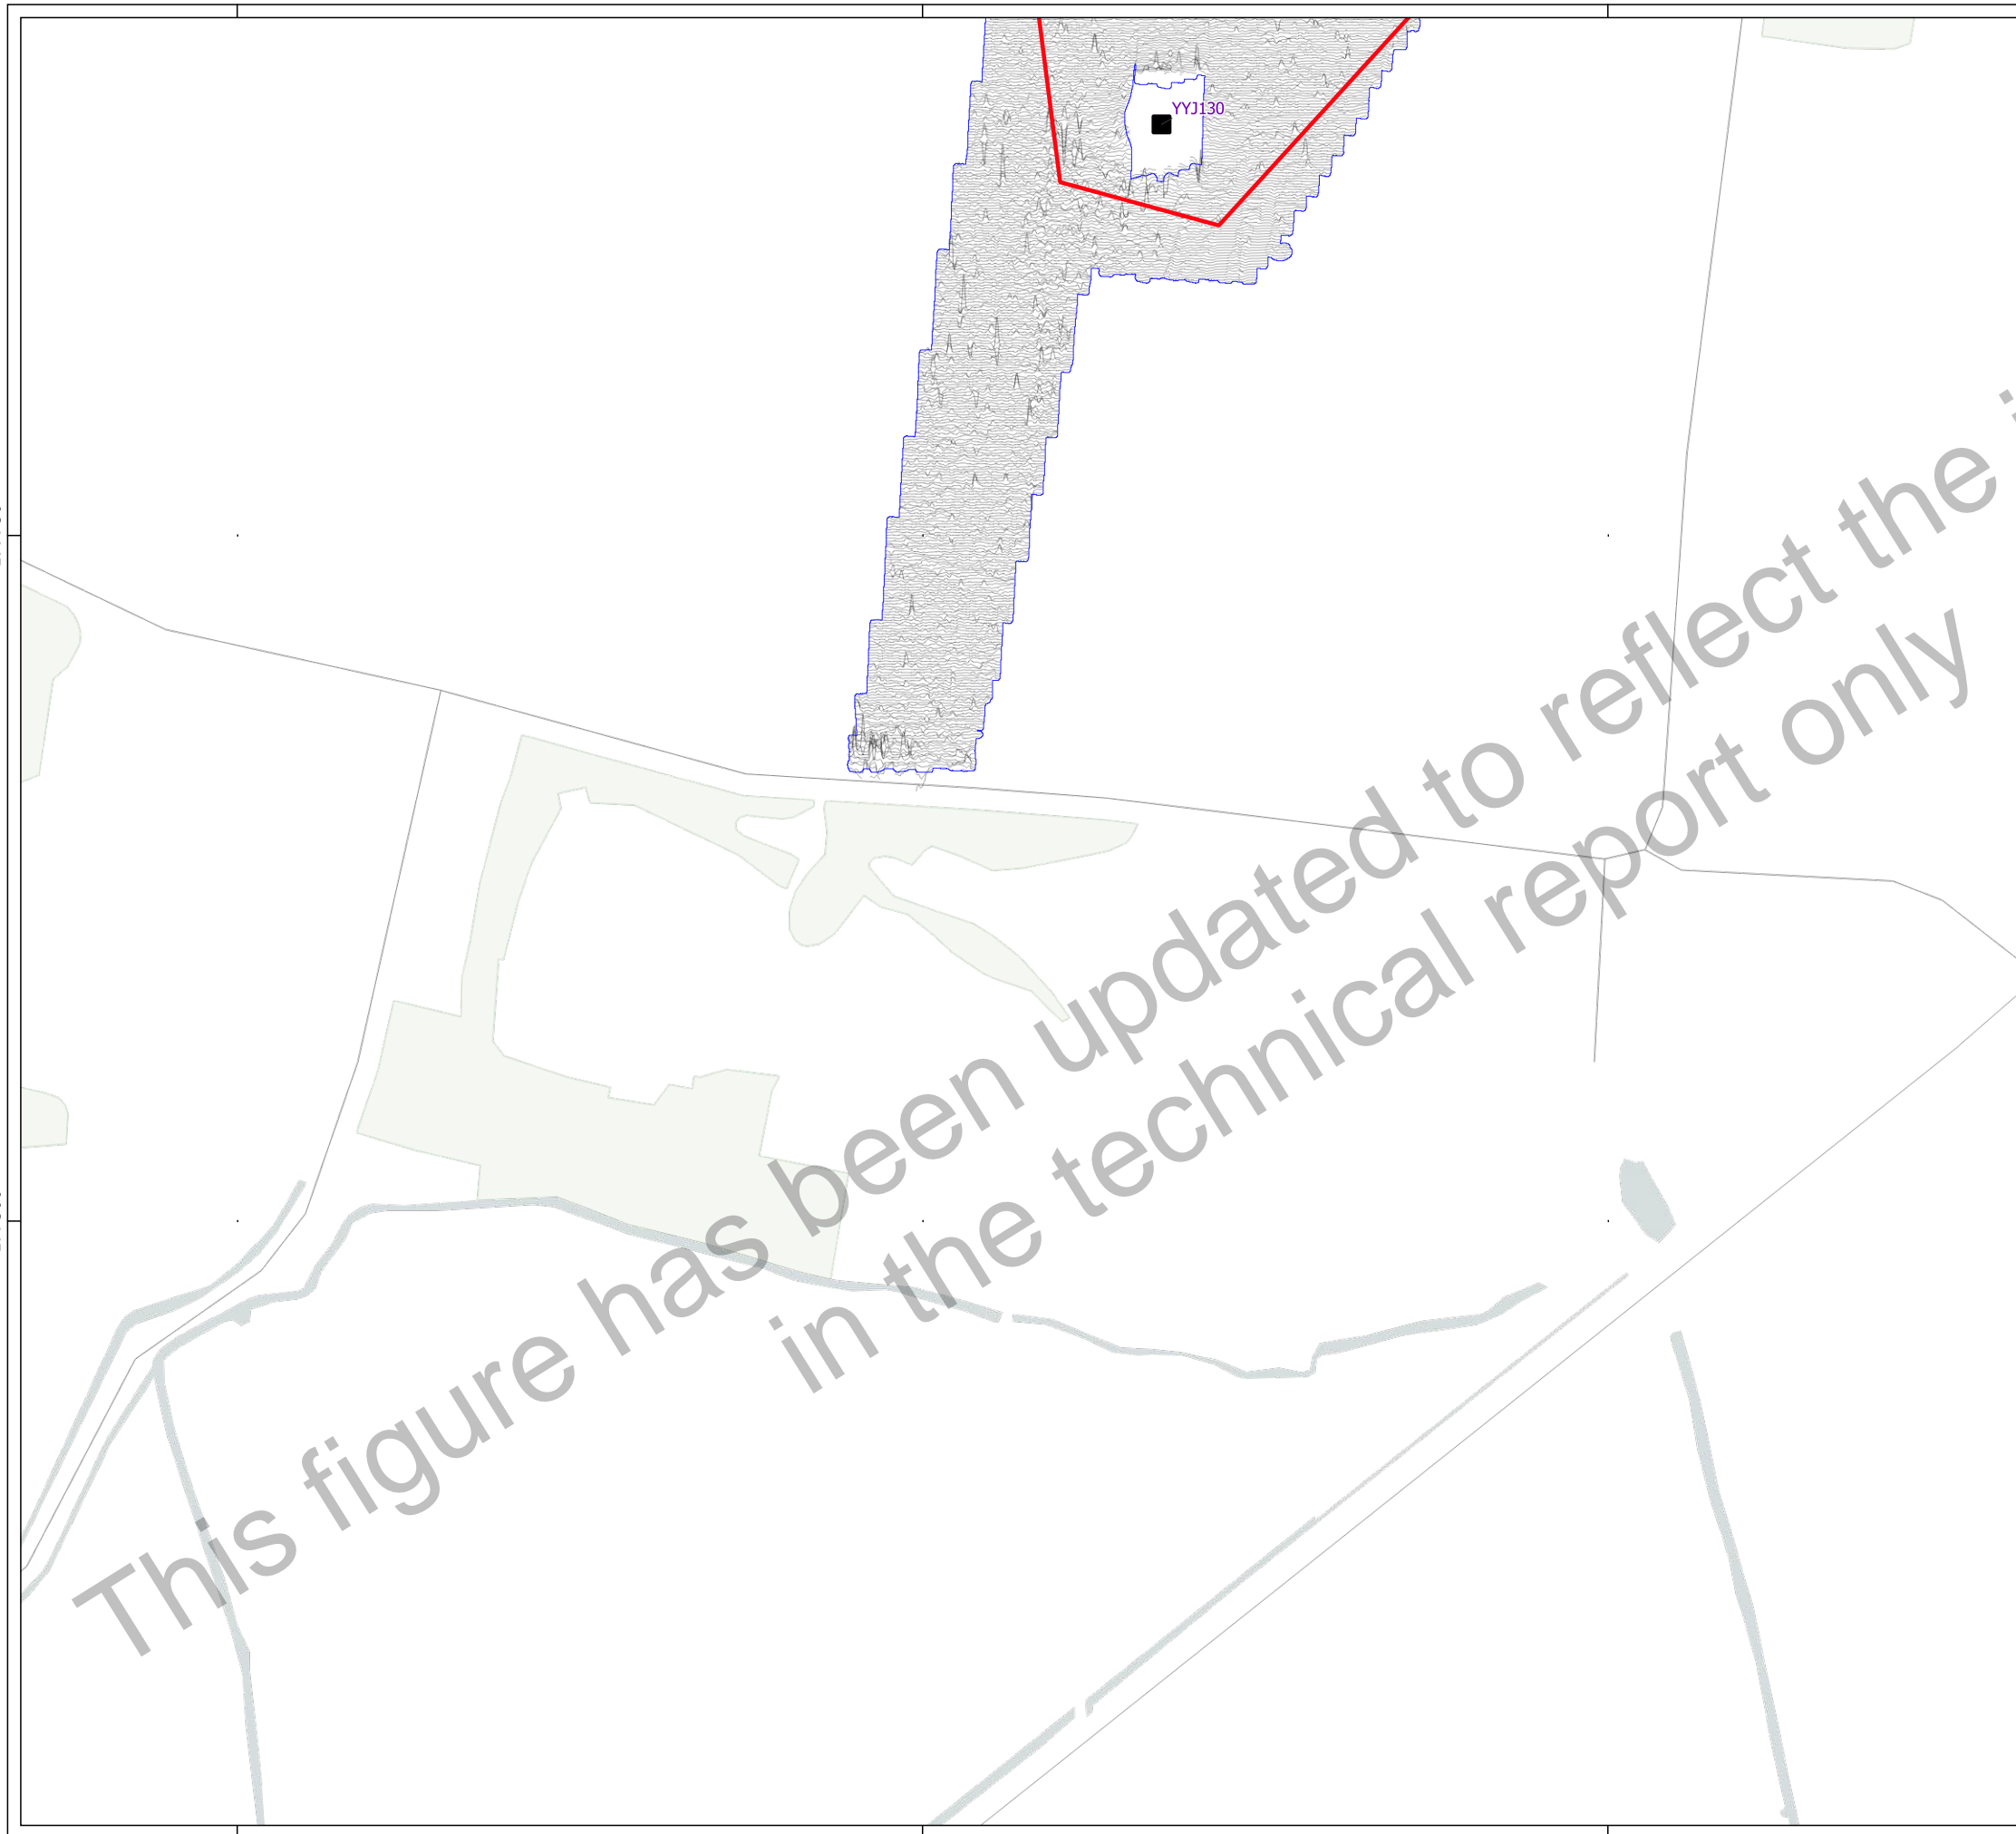 YYJ130
This figure has been updated to reflect the
in the technical report only